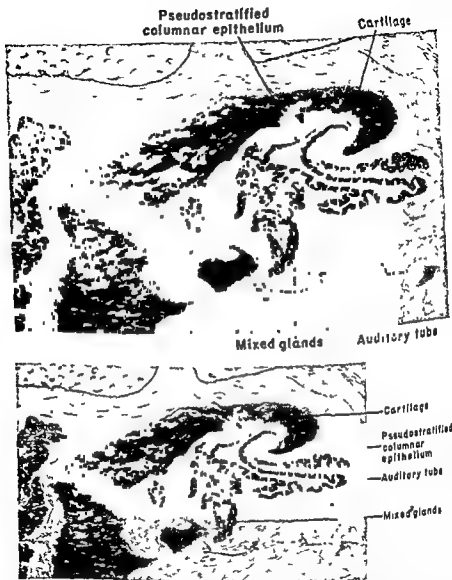 Pseudostratified
columnar epithelium
Cartilage
Mixed glands
Auditory tube
Cartilage
Pseudostratified
columnar
epithelium
Auditory tube
Mixed glands